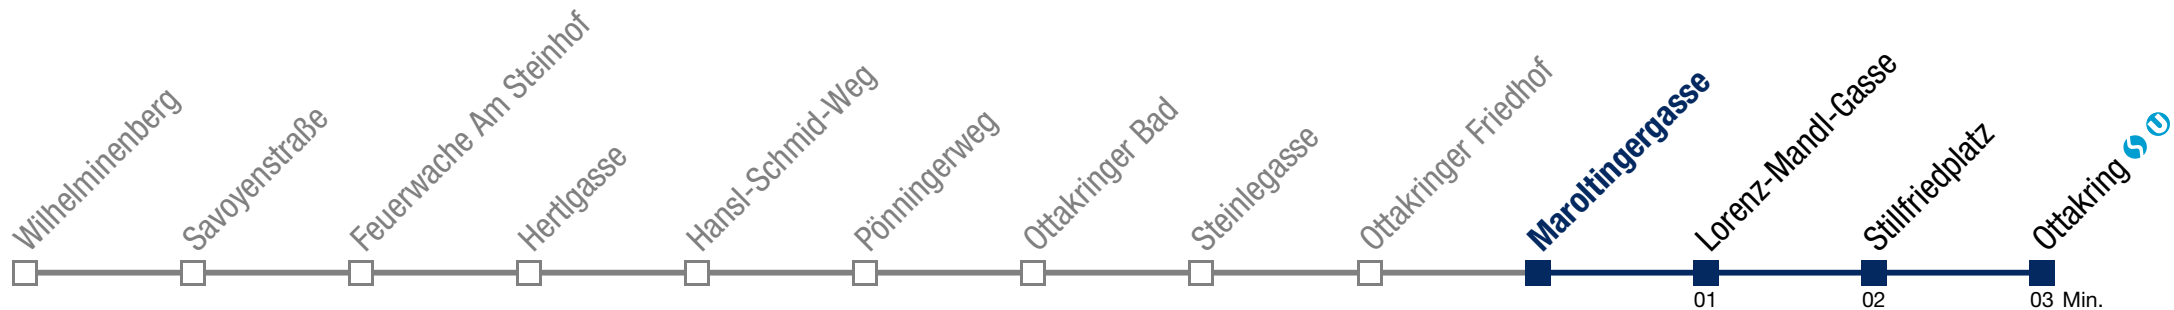 Wilhelminenberg
Savoyenstraße
Feuerwache Am Steinhof
Hertlgasse
Hansl-Schmid-Weg
Pönningerweg
Ottakringer Bad
Steinlegasse
Ottakringer Friedhof
Maroltingergasse
Lorenz-Mandl-Gasse
Stillfriedplatz
Ottakring S U
01 02 03 Min.